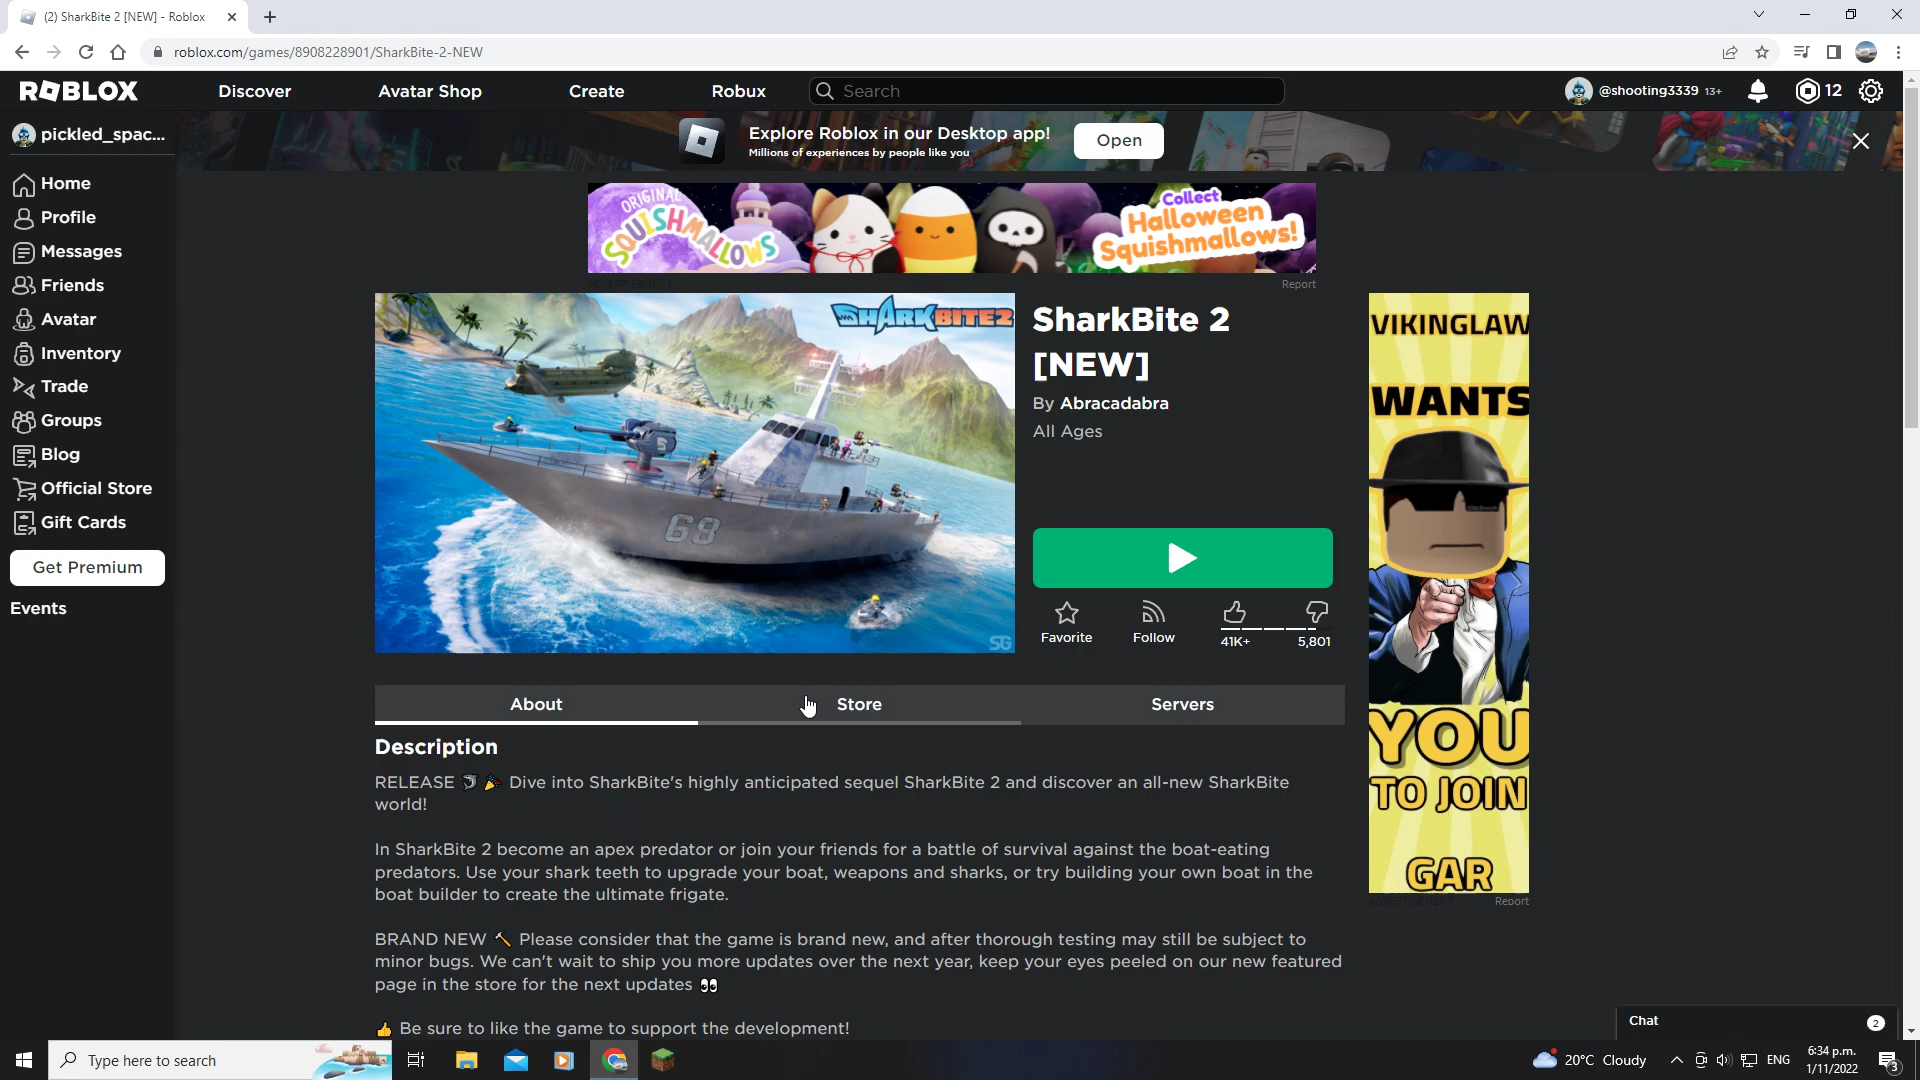 (2) SharkBite 2 [NEW] - Roblox
roblox.com/games/8908228901/SharkBite-2-NEW
ROBLOX
Discover
Avatar Shop
Create
Robux
Search
@shooting3339 13+
12
pickled_spac...
Explore Roblox in our Desktop app!
Millions of experiences by people like you
Open
Home
Profile
Messages
Friends
Avatar
Inventory
Trade
Groups
Blog
Official Store
Gift Cards
Get Premium
Events
ORIGINAL
SQUISHMALLOWS
Collect
Halloween
Squishmallows!
ADVERTISEMENT
Report
SHARKBITE2
68
SG
SharkBite 2
[NEW]
By Abracadabra
All Ages
Favorite
Follow
41K+
5,801
VIKINGLAW
WANTS
YOU
TO JOIN
GAR
ADVERTISEMENT
Report
About
Store
Servers
Description
RELEASE 🦈 🎉 Dive into SharkBite's highly anticipated sequel SharkBite 2 and discover an all-new SharkBite
world!
In SharkBite 2 become an apex predator or join your friends for a battle of survival against the boat-eating
predators. Use your shark teeth to upgrade your boat, weapons and sharks, or try building your own boat in the
boat builder to create the ultimate frigate.
BRAND NEW 🔨 Please consider that the game is brand new, and after thorough testing may still be subject to
minor bugs. We can't wait to ship you more updates over the next year, keep your eyes peeled on our new featured
page in the store for the next updates 👀
👍 Be sure to like the game to support the development!
Chat
2
Type here to search
20°C Cloudy
ENG
6:34 p.m.
1/11/2022
3